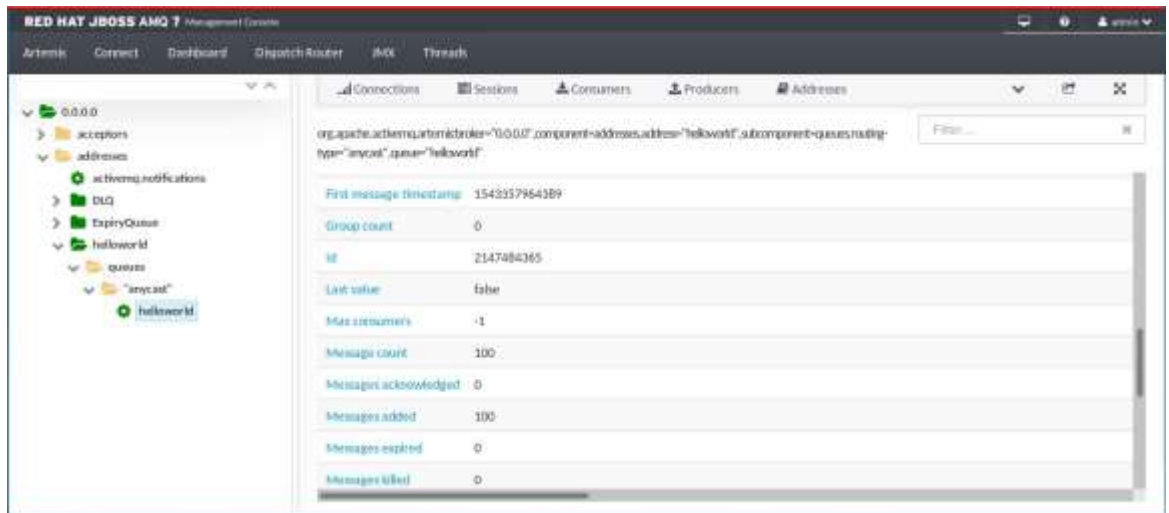 RED HAT JBOSS AMQ 7 Management Console
admin
Artemis Connect Dashboard Dispatch Router JMX Threads
Connections Sessions Consumers Producers Addresses
0.0.0.0
acceptors
addresses
activemq.notifications
DLQ
ExpiryQueue
helloworld
queues
"anycast"
helloworld
org.apache.activemq.artemis:broker="0.0.0.0",component=addresses,address="helloworld",subcomponent=queues,routing-
type="anycast",queue="helloworld"
Filter...
First message timestamp 1543357964389
Group count 0
Id 2147484365
Last value false
Max consumers -1
Message count 100
Messages acknowledged 0
Messages added 100
Messages expired 0
Messages killed 0